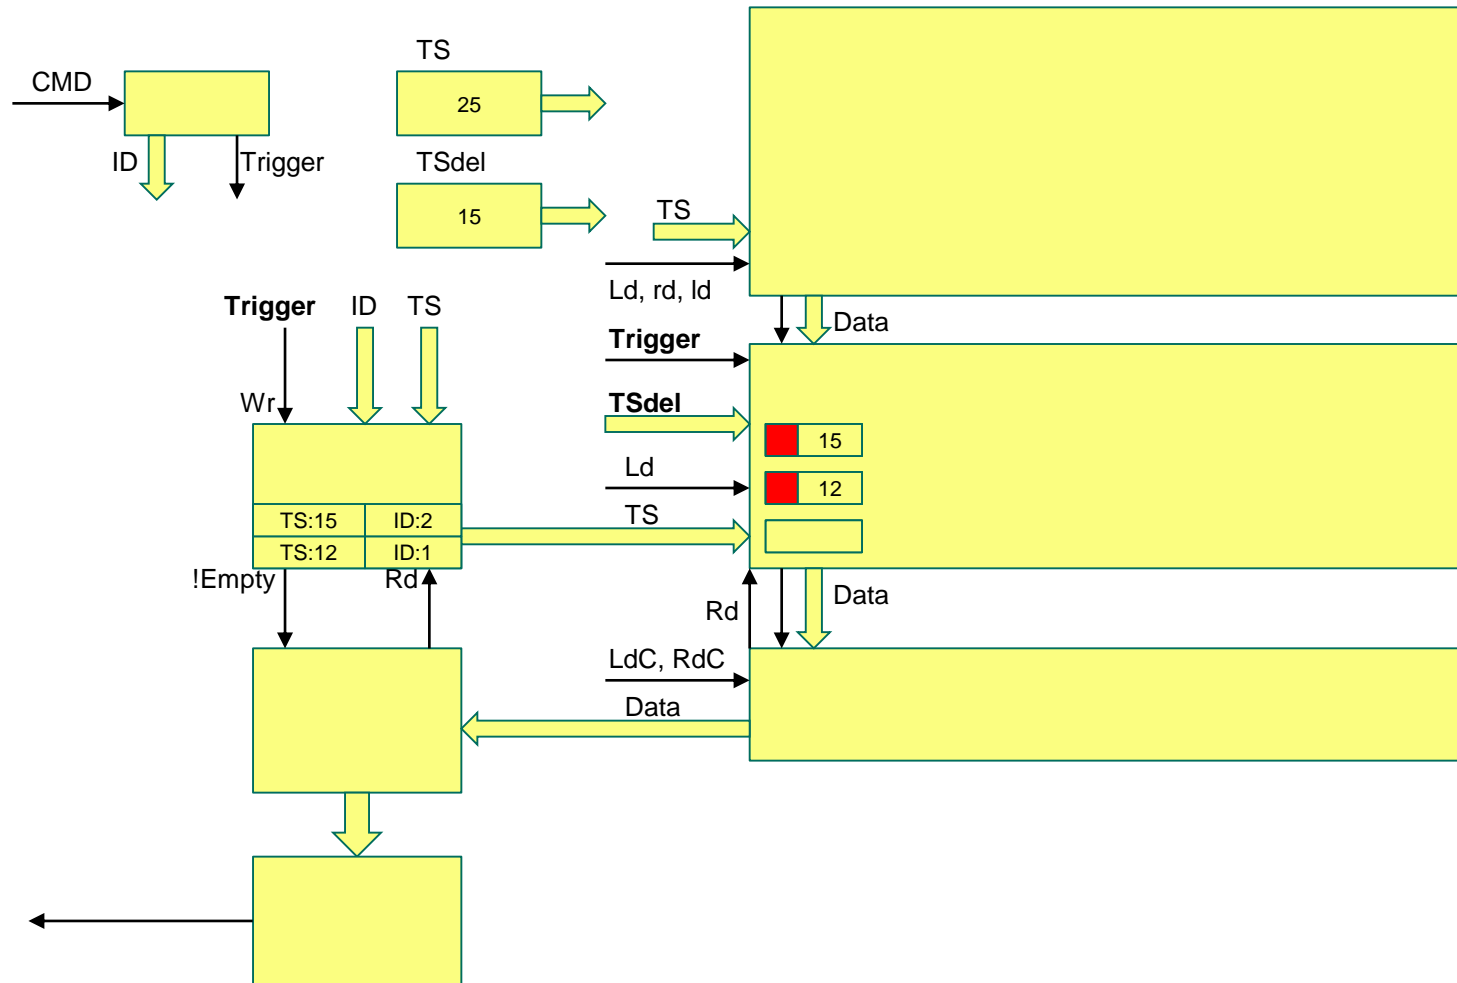 TS
CMD
25
ID
Trigger
TSdel
15
TS
Ld, rd, ld
Trigger
ID
TS
Data
Trigger
Wr
TSdel
15
Ld
12
TS:15
ID:2
TS
TS:12
ID:1
!Empty
Rd
Rd
Data
LdC, RdC
Data